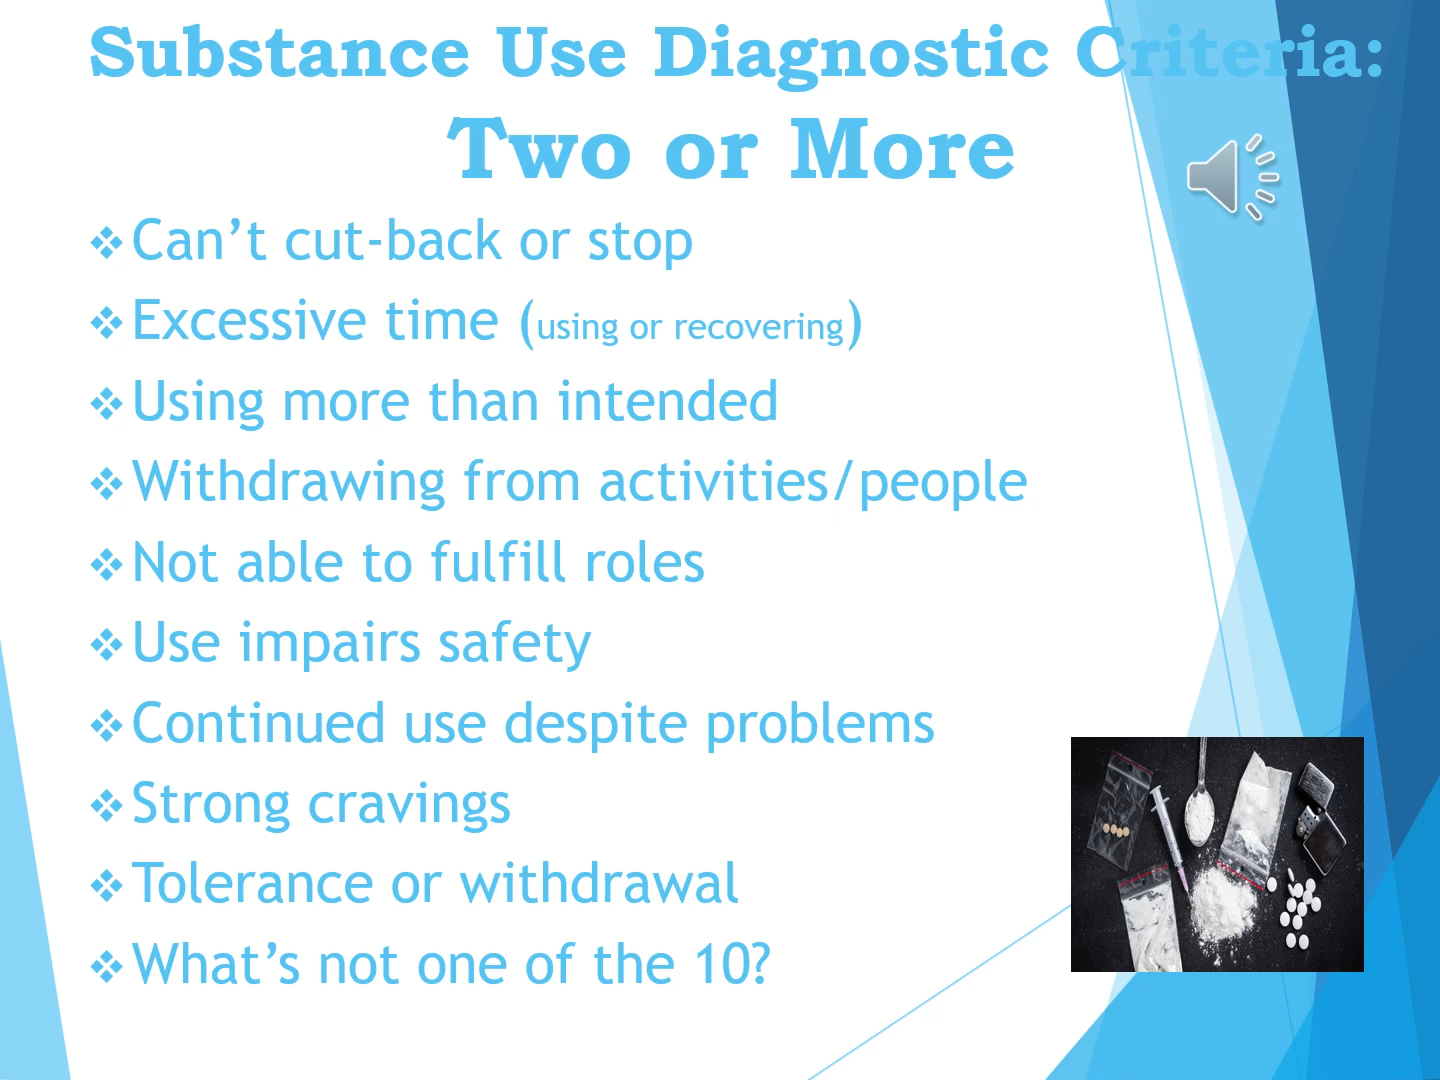 Substance Use Diagnostic Criteria:
Two or More
❖Can’t cut-back or stop
❖Excessive time (using or recovering)
❖Using more than intended
❖Withdrawing from activities/people
❖Not able to fulfill roles
❖Use impairs safety
❖Continued use despite problems
❖Strong cravings
❖Tolerance or withdrawal
❖What’s not one of the 10?